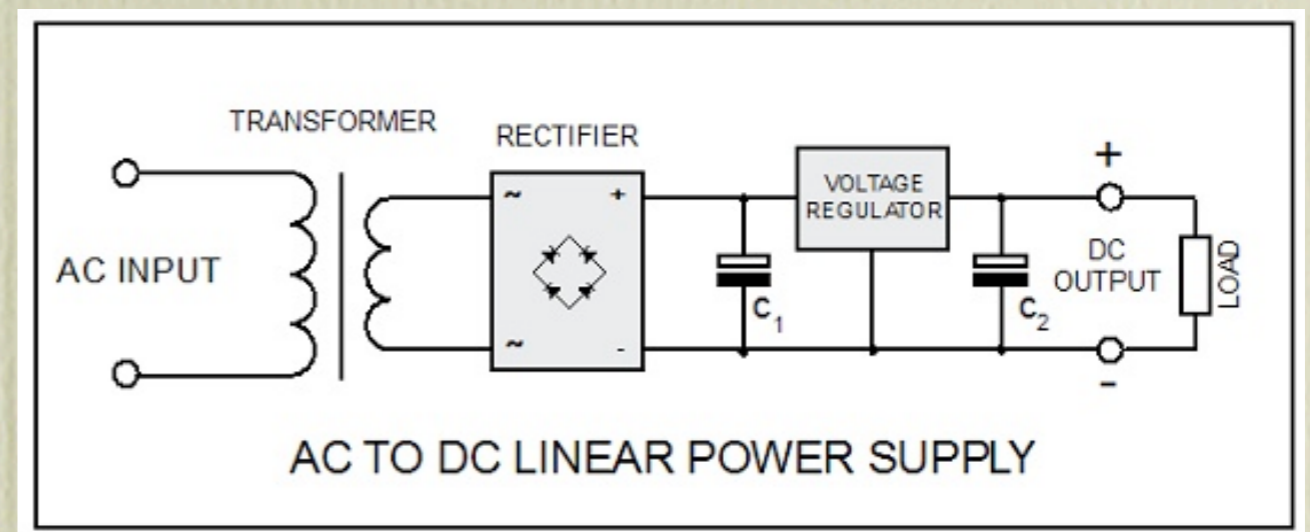 TRANSFORMER
RECTIFIER
AC INPUT
~ +
~ -
VOLTAGE
REGULATOR
C1
C2
+
DC
OUTPUT
-
LOAD
AC TO DC LINEAR POWER SUPPLY